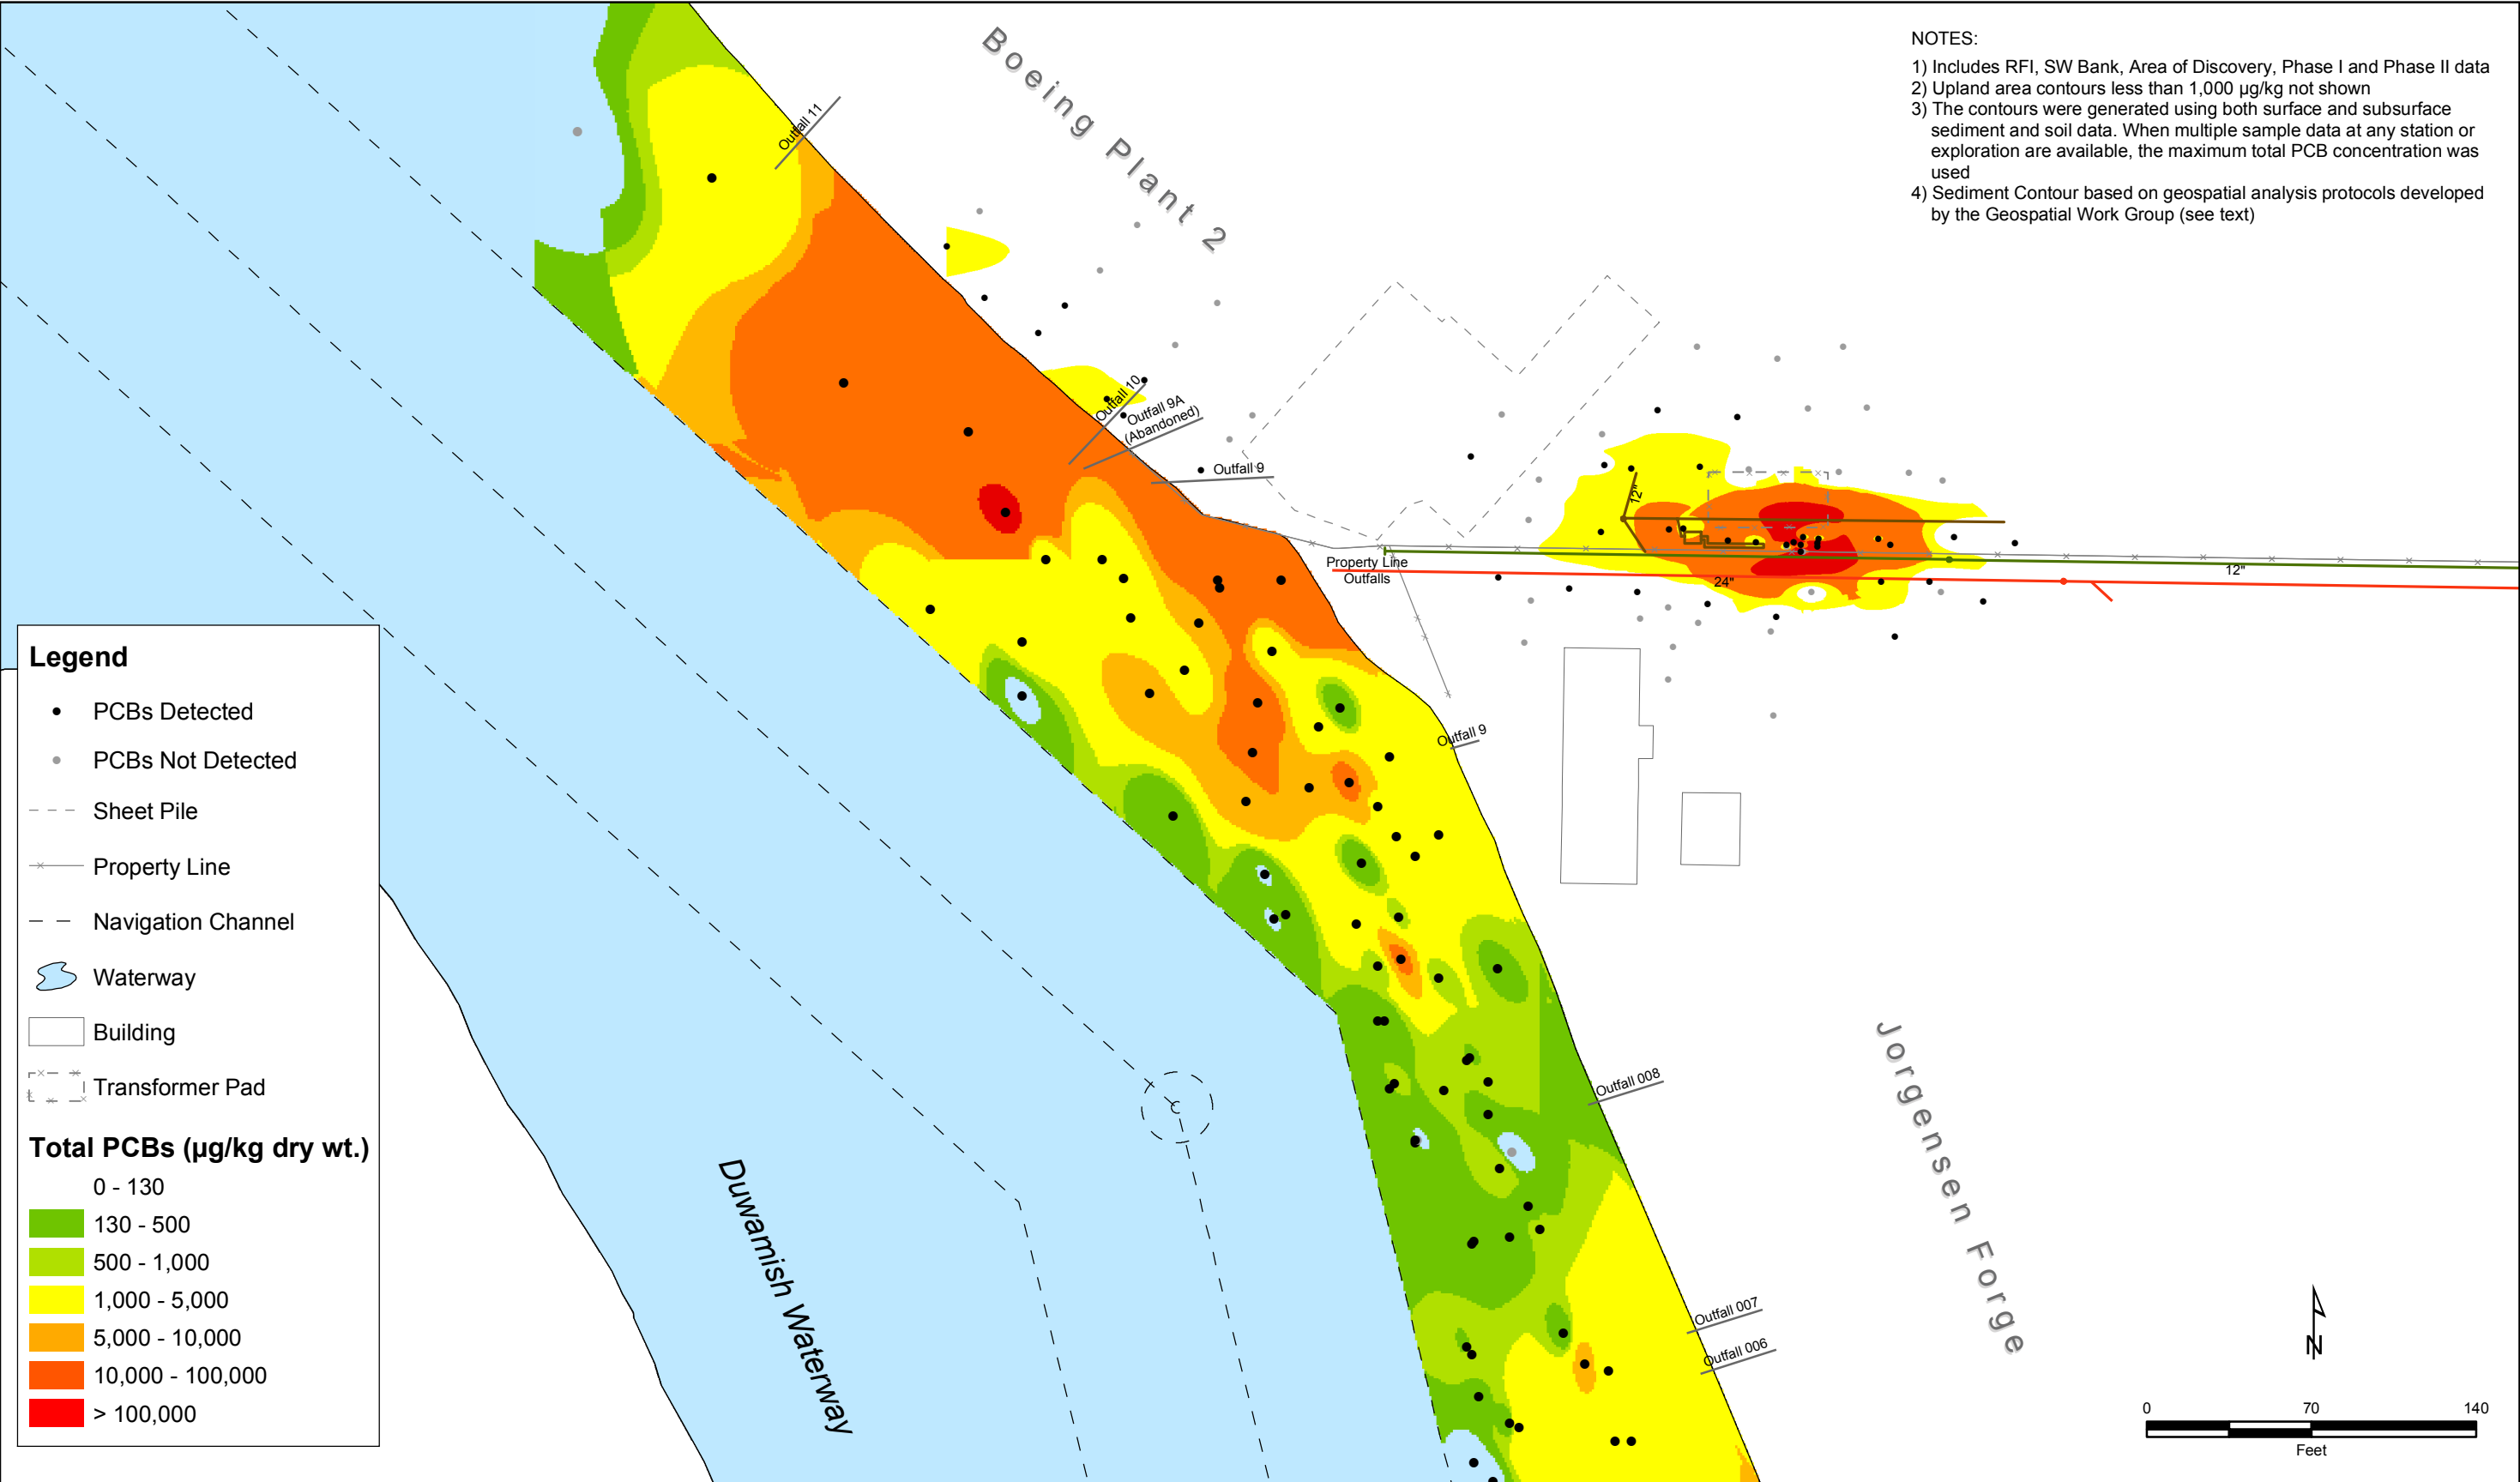 NOTES:
1) Includes RFI, SW Bank, Area of Discovery, Phase I and Phase II data
2) Upland area contours less than 1,000 µg/kg not shown
3) The contours were generated using both surface and subsurface
sediment and soil data. When multiple sample data at any station or
exploration are available, the maximum total PCB concentration was
used
4) Sediment Contour based on geospatial analysis protocols developed
by the Geospatial Work Group (see text)
Boeing Plant 2
Outfall 11
Outfall 10
Outfall 9A
(Abandoned)
Outfall 9
12"
Property Line
Outfalls
24"
12"
Outfall 9
Outfall 008
Outfall 007
Outfall 006
Jorgensen Forge
Duwamish Waterway
Legend
PCBs Detected
PCBs Not Detected
Sheet Pile
Property Line
Navigation Channel
Waterway
Building
Transformer Pad
Total PCBs (µg/kg dry wt.)
0 - 130
130 - 500
500 - 1,000
1,000 - 5,000
5,000 - 10,000
10,000 - 100,000
> 100,000
N
0 70 140
Feet